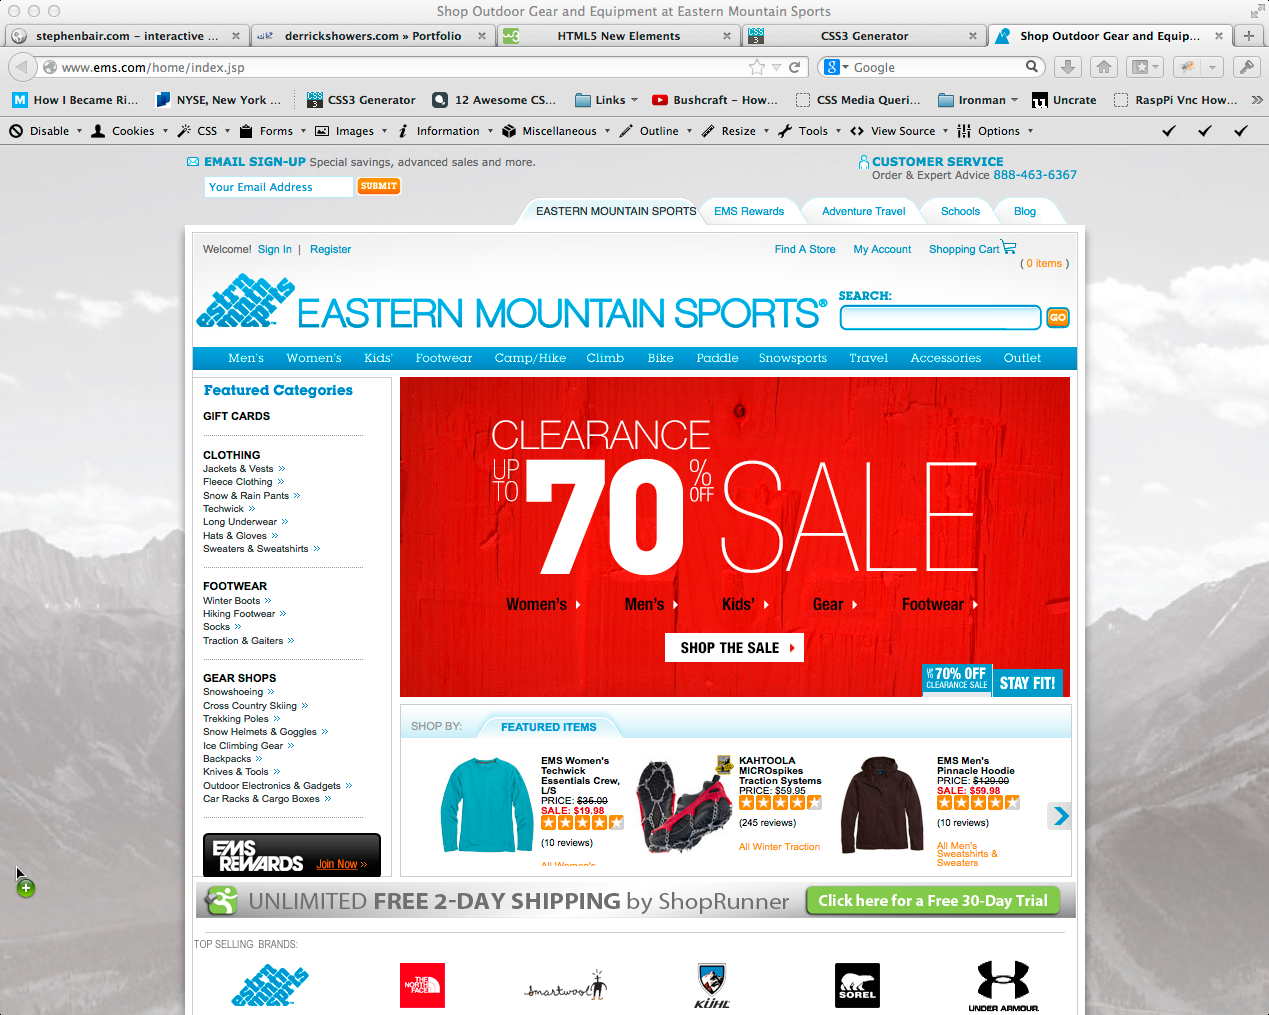 Shop Outdoor Gear and Equipment at Eastern Mountain Sports
stephenbair.com – interactive ...
derrickshowers.com » Portfolio
HTML5 New Elements
CSS3 Generator
Shop Outdoor Gear and Equip...
www.ems.com/home/index.jsp
Google
How I Became Ri...
NYSE, New York ...
CSS3 Generator
12 Awesome CS...
Links
Bushcraft - How...
CSS Media Queri...
Ironman
Uncrate
RaspPi Vnc How...
Disable
Cookies
CSS
Forms
Images
Information
Miscellaneous
Outline
Resize
Tools
View Source
Options
EMAIL SIGN-UP Special savings, advanced sales and more.
Your Email Address
SUBMIT
CUSTOMER SERVICE
Order & Expert Advice 888-463-6367
EASTERN MOUNTAIN SPORTS
EMS Rewards
Adventure Travel
Schools
Blog
Welcome! Sign In | Register
Find A Store
My Account
Shopping Cart
( 0 items )
EASTERN MOUNTAIN SPORTS®
SEARCH:
GO
Men's
Women's
Kids'
Footwear
Camp/Hike
Climb
Bike
Paddle
Snowsports
Travel
Accessories
Outlet
Featured Categories
GIFT CARDS
CLOTHING
Jackets & Vests »
Fleece Clothing »
Snow & Rain Pants »
Techwick »
Long Underwear »
Hats & Gloves »
Sweaters & Sweatshirts »
FOOTWEAR
Winter Boots »
Hiking Footwear »
Socks »
Traction & Gaiters »
GEAR SHOPS
Snowshoeing »
Cross Country Skiing »
Trekking Poles »
Snow Helmets & Goggles »
Ice Climbing Gear »
Backpacks »
Knives & Tools »
Outdoor Electronics & Gadgets »
Car Racks & Cargo Boxes »
EMS
REWARDS
Join Now »
CLEARANCE
UP TO 70% OFF SALE
Women's
Men's
Kids'
Gear
Footwear
SHOP THE SALE
UP TO 70% OFF
CLEARANCE SALE
STAY FIT!
SHOP BY:
FEATURED ITEMS
EMS Women's
Techwick
Essentials Crew,
L/S
PRICE: $35.00
SALE: $19.98
(10 reviews)
All Women's
KAHTOOLA
MICROspikes
Traction Systems
PRICE: $59.95
(245 reviews)
All Winter Traction
EMS Men's
Pinnacle Hoodie
PRICE: $129.00
SALE: $59.98
(10 reviews)
All Men's
Sweatshirts &
Sweaters
UNLIMITED FREE 2-DAY SHIPPING by ShopRunner
Click here for a Free 30-Day Trial
TOP SELLING BRANDS:
THE
NORTH
FACE
smartwool
KÜHL
SOREL
UNDER ARMOUR.